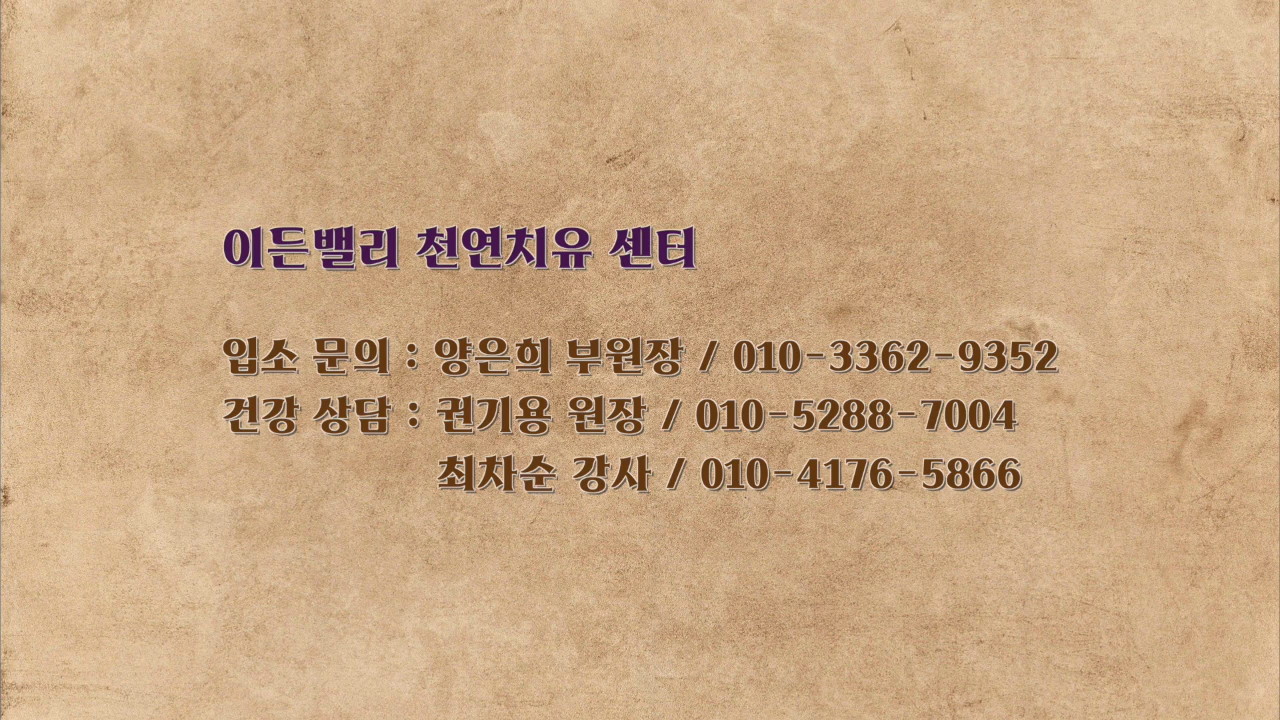 이든밸리 천연치유 센터
입소 문의 : 양은희 부원장 / 010-3362-9352
건강 상담 : 권기용 원장 / 010-5288-7004
최차순 강사 / 010-4176-5866